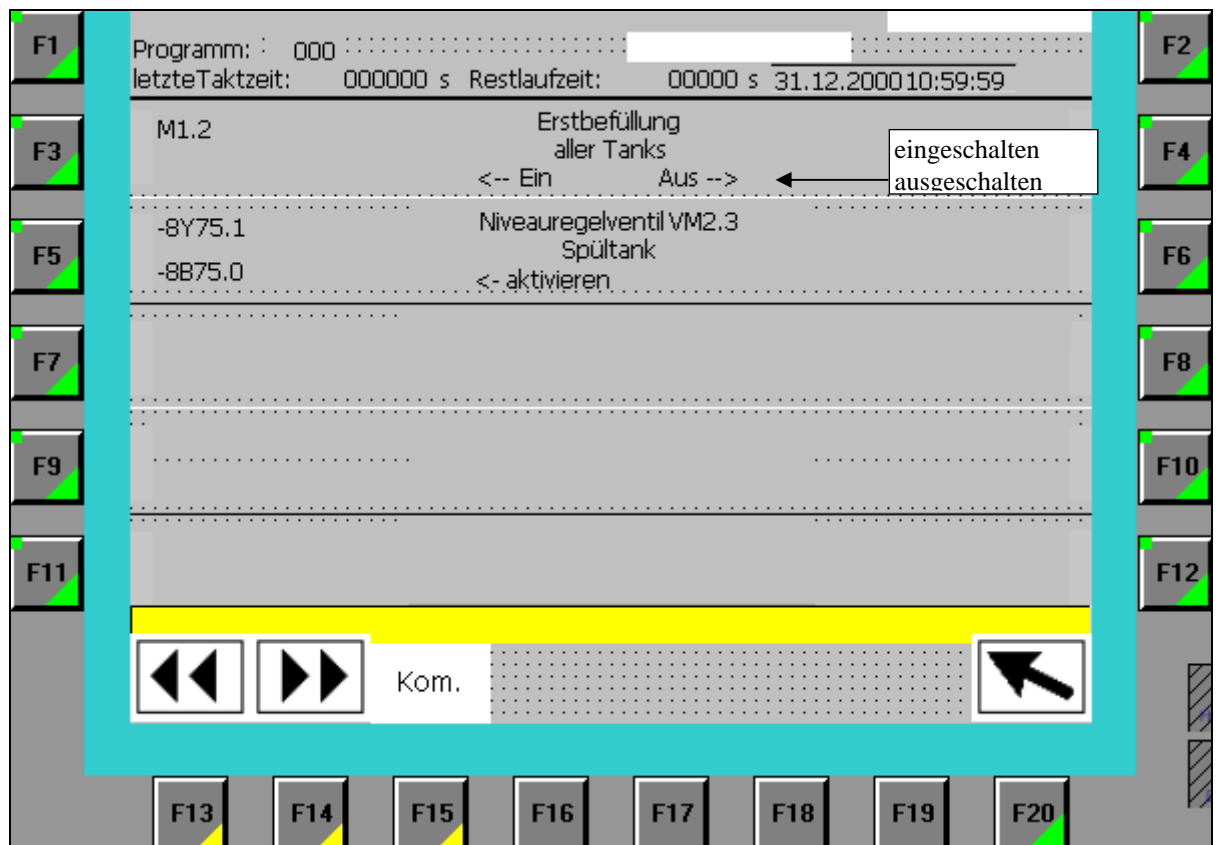 F1
F2
Programm: 000
letzteTaktzeit: 000000 s Restlaufzeit: 00000 s 31.12.2000 10:59:59
F3
M1.2
Erstbefüllung
aller Tanks
<-- Ein Aus -->
eingeschalten
ausgeschalten
F4
F5
-8Y75.1
-8B75.0
Niveauregelventil VM2.3
Spültank
<- aktivieren
F6
F7
F8
F9
F10
F11
F12
Kom.
F13 F14 F15 F16 F17 F18 F19 F20